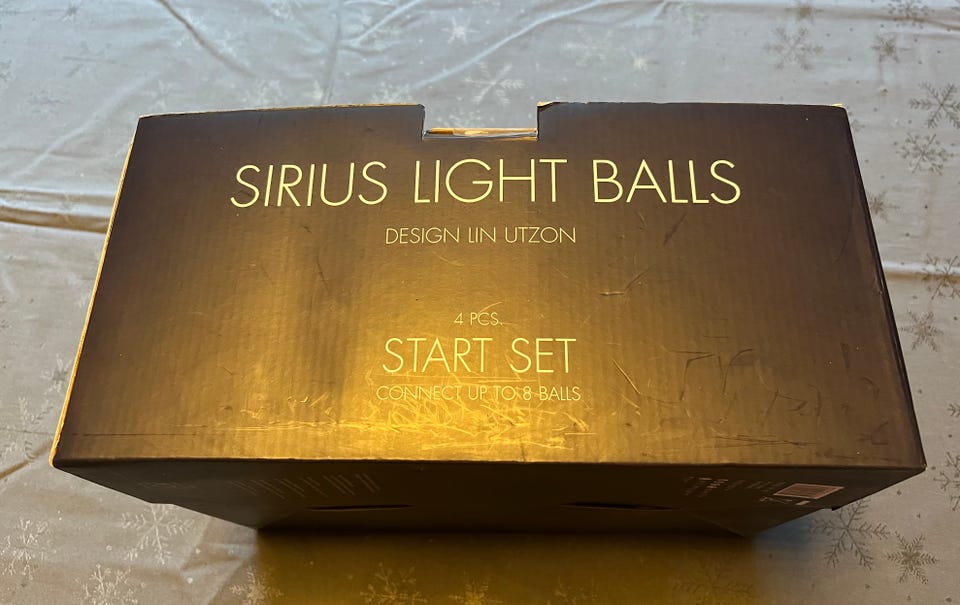 SIRIUS LIGHT BALLS
DESIGN LIN UTZON
4 PCS.
START SET
CONNECT UP TO 8 BALLS